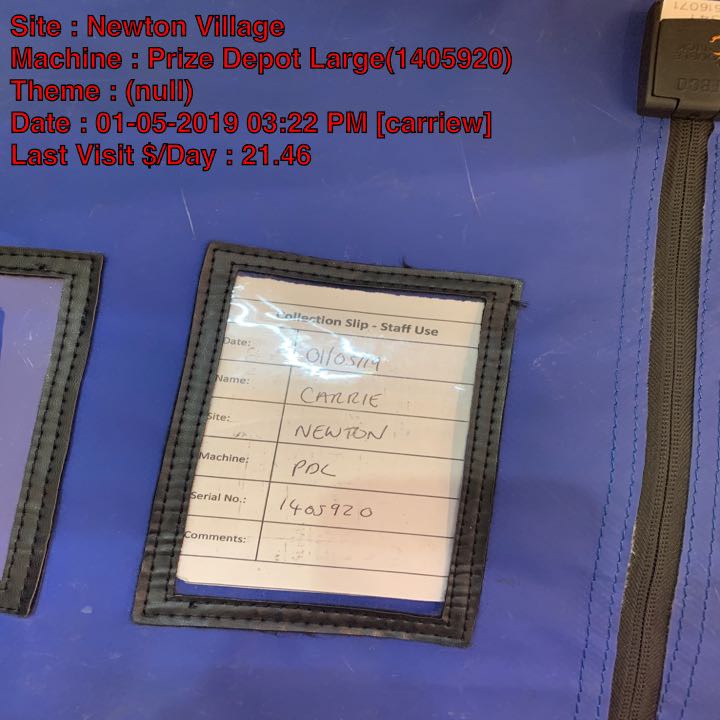 Site : Newton Village
Machine : Prize Depot Large(1405920)
Theme : (null)
Date : 01-05-2019 03:22 PM [carriew]
Last Visit $/Day : 21.46
516071
Collection Slip - Staff Use
Date: 01/05/19
Name: CARRIE
Site: NEWTON
Machine: PDC
Serial No.: 1405920
Comments: